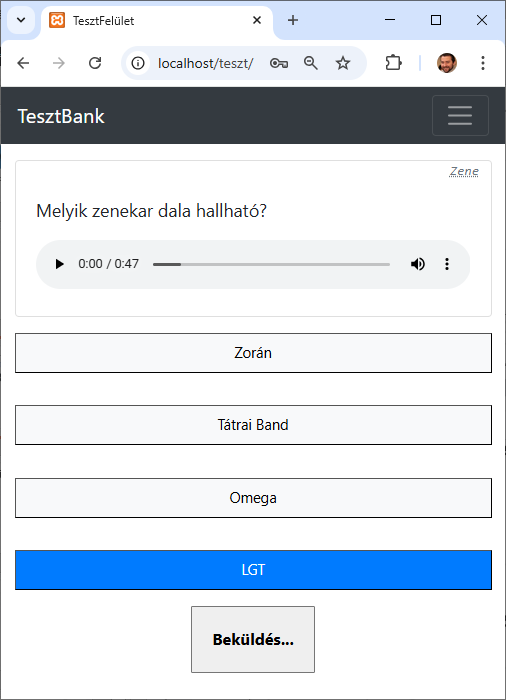 TesztFelület
localhost/teszt/
TesztBank
Zene
Melyik zenekar dala hallható?
0:00 / 0:47
Zorán
Tátrai Band
Omega
LGT
Beküldés...